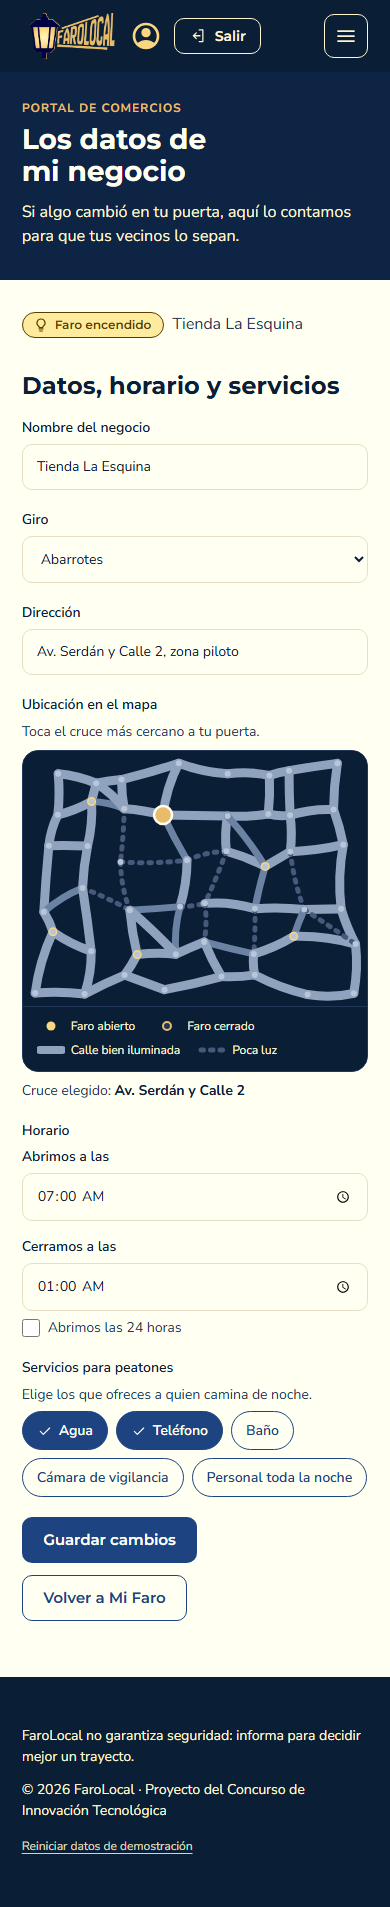 FAROLOCAL
Salir
PORTAL DE COMERCIOS
Los datos de
mi negocio
Si algo cambió en tu puerta, aquí lo contamos
para que tus vecinos lo sepan.
Faro encendido Tienda La Esquina
Datos, horario y servicios
Nombre del negocio
Tienda La Esquina
Giro
Abarrotes
Dirección
Av. Serdán y Calle 2, zona piloto
Ubicación en el mapa
Toca el cruce más cercano a tu puerta.
Faro abierto Faro cerrado
Calle bien iluminada Poca luz
Cruce elegido: Av. Serdán y Calle 2
Horario
Abrimos a las
07:00 AM
Cerramos a las
01:00 AM
Abrimos las 24 horas
Servicios para peatones
Elige los que ofreces a quien camina de noche.
Agua Teléfono Baño
Cámara de vigilancia Personal toda la noche
Guardar cambios
Volver a Mi Faro
FaroLocal no garantiza seguridad: informa para decidir
mejor un trayecto.
© 2026 FaroLocal · Proyecto del Concurso de
Innovación Tecnológica
Reiniciar datos de demostración